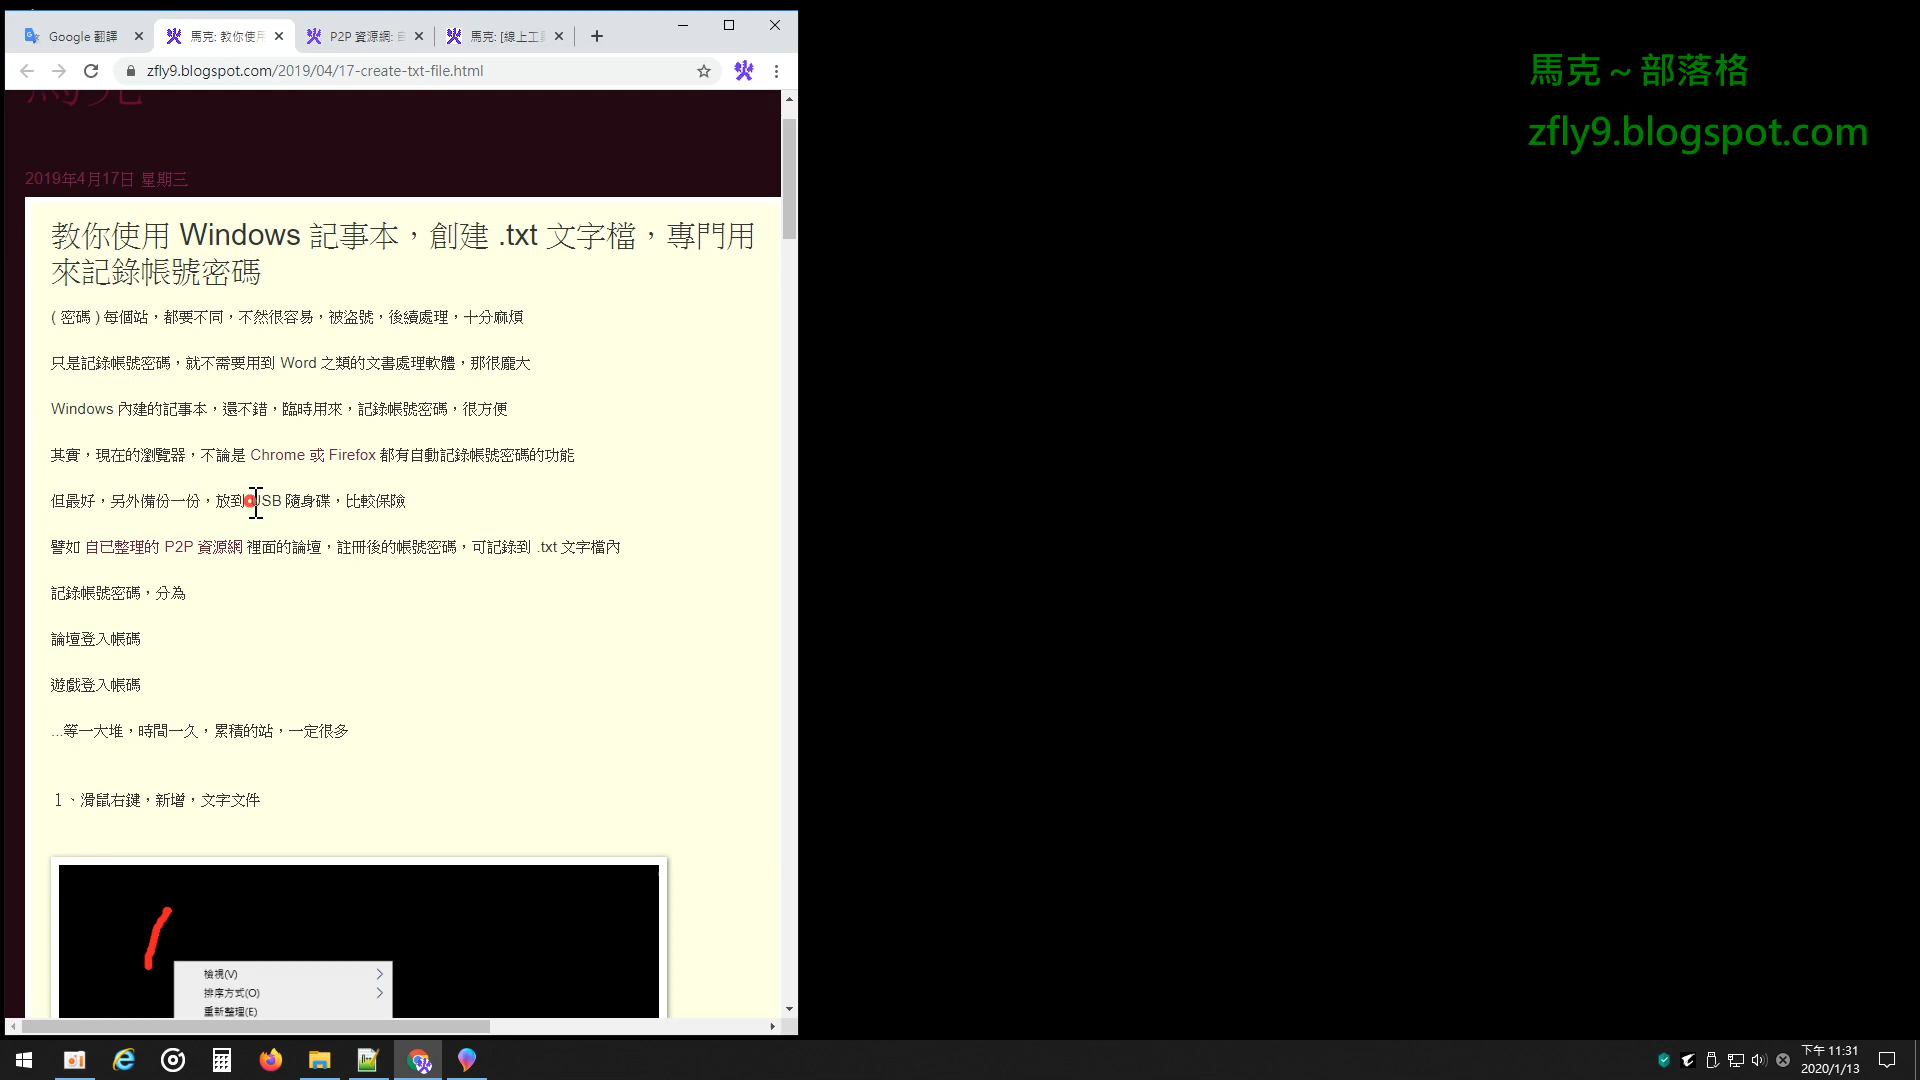 Google 翻譯
馬克: 教你使用
P2P 資源網:
馬克: [線上工
zfly9.blogspot.com/2019/04/17-create-txt-file.html
馬克～部落格
zfly9.blogspot.com
2019年4月17日 星期三
教你使用 Windows 記事本，創建 .txt 文字檔，專門用
來記錄帳號密碼
( 密碼 ) 每個站，都要不同，不然很容易，被盜號，後續處理，十分麻煩
只是記錄帳號密碼，就不需要用到 Word 之類的文書處理軟體，那很龐大
Windows 內建的記事本，還不錯，臨時用來，記錄帳號密碼，很方便
其實，現在的瀏覽器，不論是 Chrome 或 Firefox 都有自動記錄帳號密碼的功能
但最好，另外備份一份，放到 USB 隨身碟，比較保險
譬如 自已整理的 P2P 資源網 裡面的論壇，註冊後的帳號密碼，可記錄到 .txt 文字檔內
記錄帳號密碼，分為
論壇登入帳碼
遊戲登入帳碼
...等一大堆，時間一久，累積的站，一定很多
１、滑鼠右鍵，新增，文字文件
檢視(V)
排序方式(O)
重新整理(E)
下午 11:31
2020/1/13